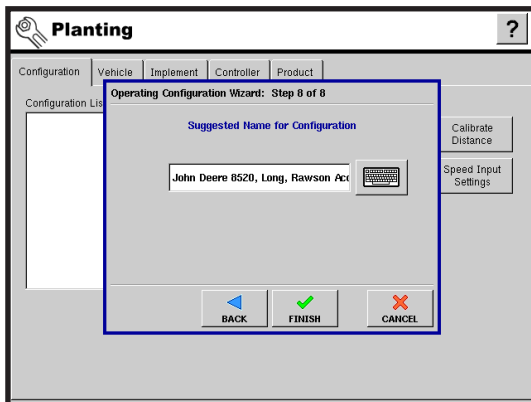 Planting
?
Configuration Vehicle Implement Controller Product
Configuration Lis
Operating Configuration Wizard: Step 8 of 8
Suggested Name for Configuration
John Deere 8520, Long, Rawson Acc
Calibrate
Distance
Speed Input
Settings
BACK
FINISH
CANCEL